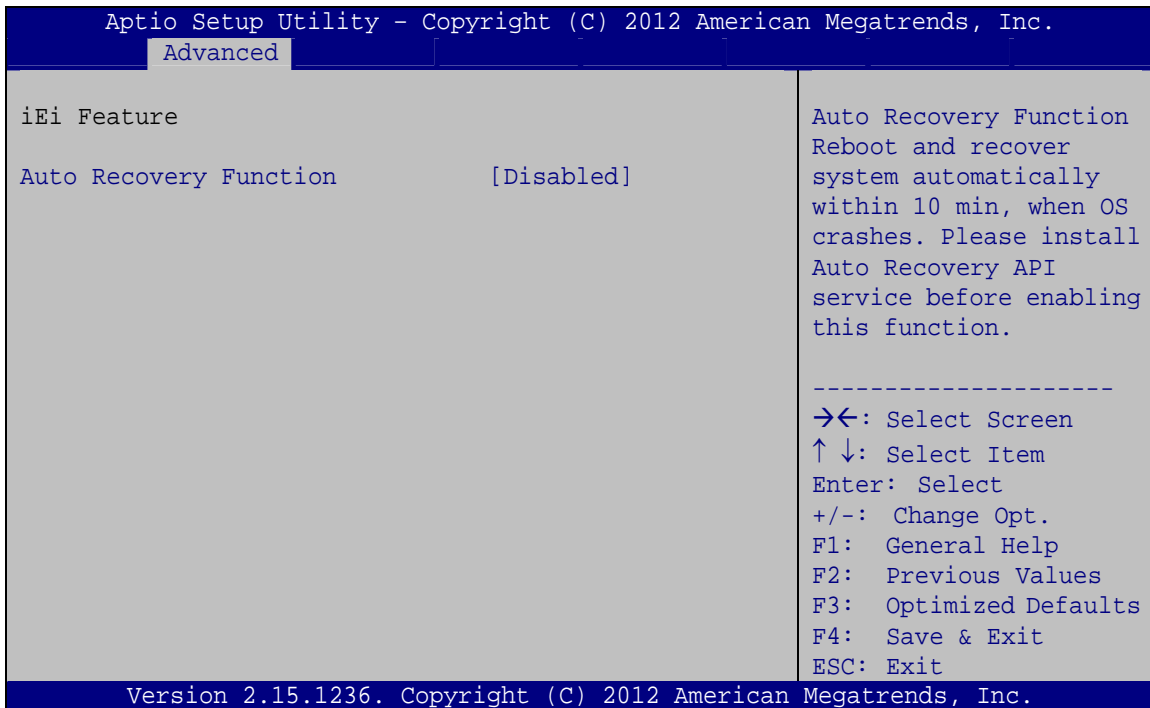 Aptio Setup Utility – Copyright (C) 2012 American Megatrends, Inc.
Advanced
iEi Feature
Auto Recovery Function [Disabled]
Auto Recovery Function
Reboot and recover
system automatically
within 10 min, when OS
crashes. Please install
Auto Recovery API
service before enabling
this function.
---------------------
→←: Select Screen
↑ ↓: Select Item
Enter: Select
+/-: Change Opt.
F1: General Help
F2: Previous Values
F3: Optimized Defaults
F4: Save & Exit
ESC: Exit
Version 2.15.1236. Copyright (C) 2012 American Megatrends, Inc.